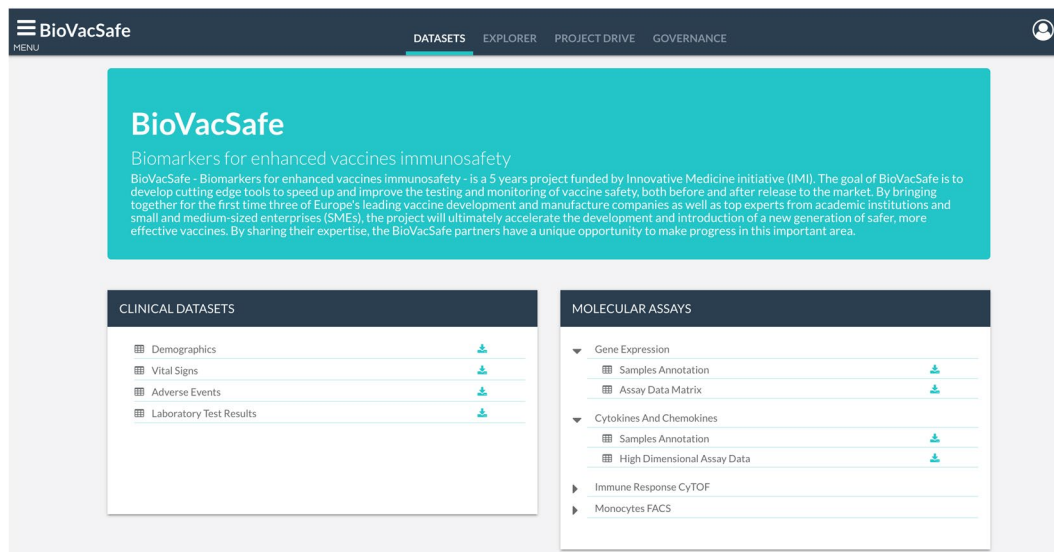 BioVacSafe
MENU
DATASETS EXPLORER PROJECT DRIVE GOVERNANCE
BioVacSafe
Biomarkers for enhanced vaccines immunosafety
BioVacSafe - Biomarkers for enhanced vaccines immunosafety - is a 5 years project funded by Innovative Medicine initiative (IMI). The goal of BioVacSafe is to
develop cutting edge tools to speed up and improve the testing and monitoring of vaccine safety, both before and after release to the market. By bringing
together for the first time three of Europe's leading vaccine development and manufacture companies as well as top experts from academic institutions and
small and medium-sized enterprises (SMEs), the project will ultimately accelerate the development and introduction of a new generation of safer, more
effective vaccines. By sharing their expertise, the BioVacSafe partners have a unique opportunity to make progress in this important area.
CLINICAL DATASETS
Demographics
Vital Signs
Adverse Events
Laboratory Test Results
MOLECULAR ASSAYS
Gene Expression
Samples Annotation
Assay Data Matrix
Cytokines And Chemokines
Samples Annotation
High Dimensional Assay Data
Immune Response CyTOF
Monocytes FACS